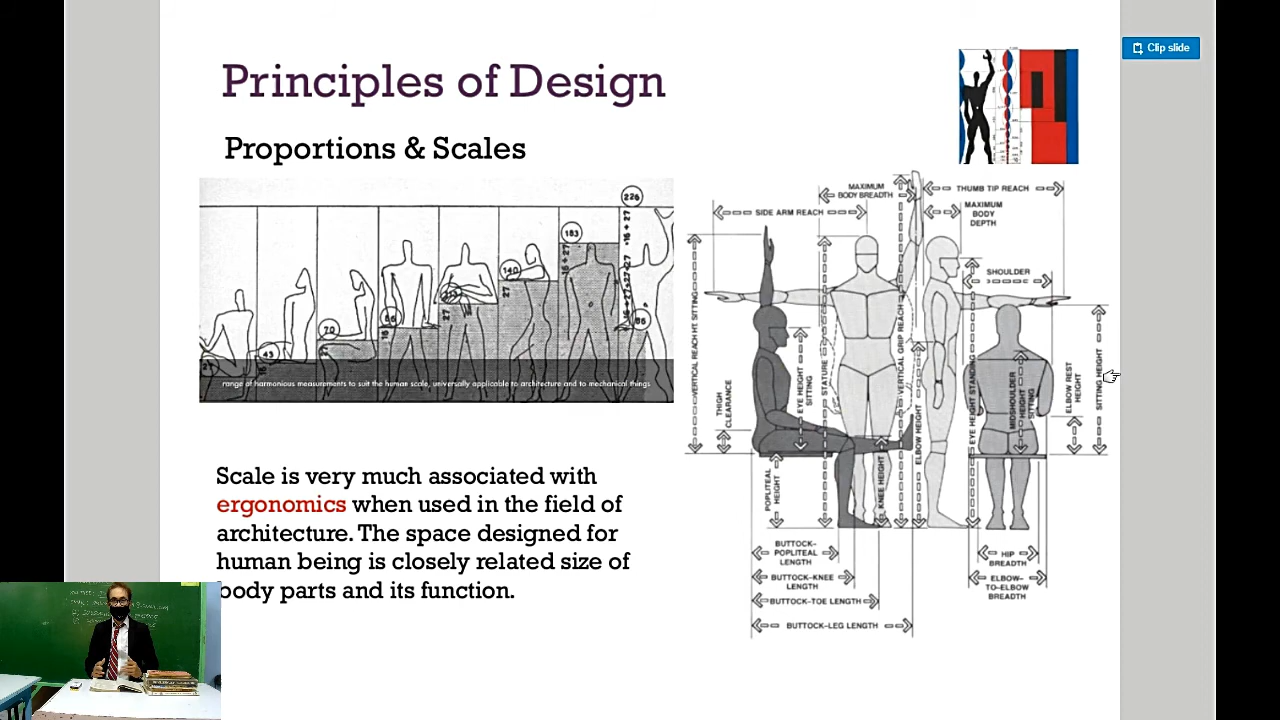 Clip slide
Principles of Design
Proportions & Scales
226
183
140
86
86
70
43
27
27
27
range of harmonious measurements to suit the human scale, universally applicable to architecture and to mechanical things
MAXIMUM
BODY BREADTH
THUMB TIP REACH
SIDE ARM REACH
MAXIMUM
BODY
DEPTH
SHOULDER
VERTICAL REACH HT. SITTING
THIGH
CLEARANCE
EYE HEIGHT
SITTING
STATURE
VERTICAL GRIP REACH
ELBOW HEIGHT
KNEE HEIGHT
EYE HEIGHT STANDING
MIDSHOULDER
HEIGHT
SITTING
ELBOW REST
HEIGHT
SITTING HEIGHT
POPLITEAL
HEIGHT
BUTTOCK-
POPLITEAL
LENGTH
BUTTOCK-KNEE
LENGTH
BUTTOCK-TOE LENGTH
BUTTOCK-LEG LENGTH
HIP
BREADTH
ELBOW-
TO-ELBOW
BREADTH
Scale is very much associated with
ergonomics when used in the field of
architecture. The space designed for
human being is closely related size of
body parts and its function.